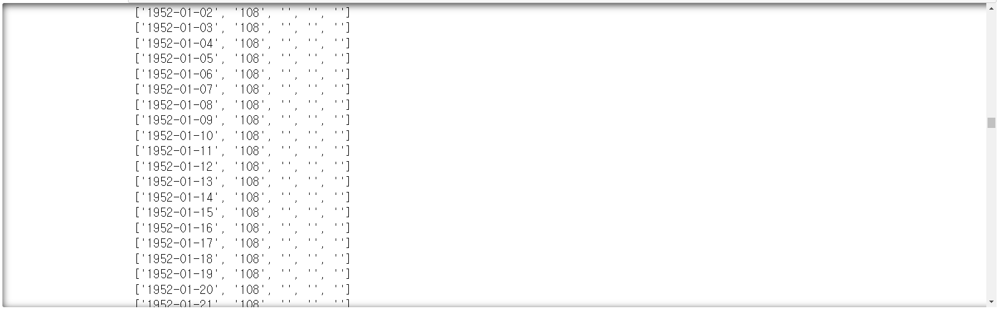 ['1952-01-02', '108', '', '', '']
['1952-01-03', '108', '', '', '']
['1952-01-04', '108', '', '', '']
['1952-01-05', '108', '', '', '']
['1952-01-06', '108', '', '', '']
['1952-01-07', '108', '', '', '']
['1952-01-08', '108', '', '', '']
['1952-01-09', '108', '', '', '']
['1952-01-10', '108', '', '', '']
['1952-01-11', '108', '', '', '']
['1952-01-12', '108', '', '', '']
['1952-01-13', '108', '', '', '']
['1952-01-14', '108', '', '', '']
['1952-01-15', '108', '', '', '']
['1952-01-16', '108', '', '', '']
['1952-01-17', '108', '', '', '']
['1952-01-18', '108', '', '', '']
['1952-01-19', '108', '', '', '']
['1952-01-20', '108', '', '', '']
['1952-01-21', '108', '', '', '']